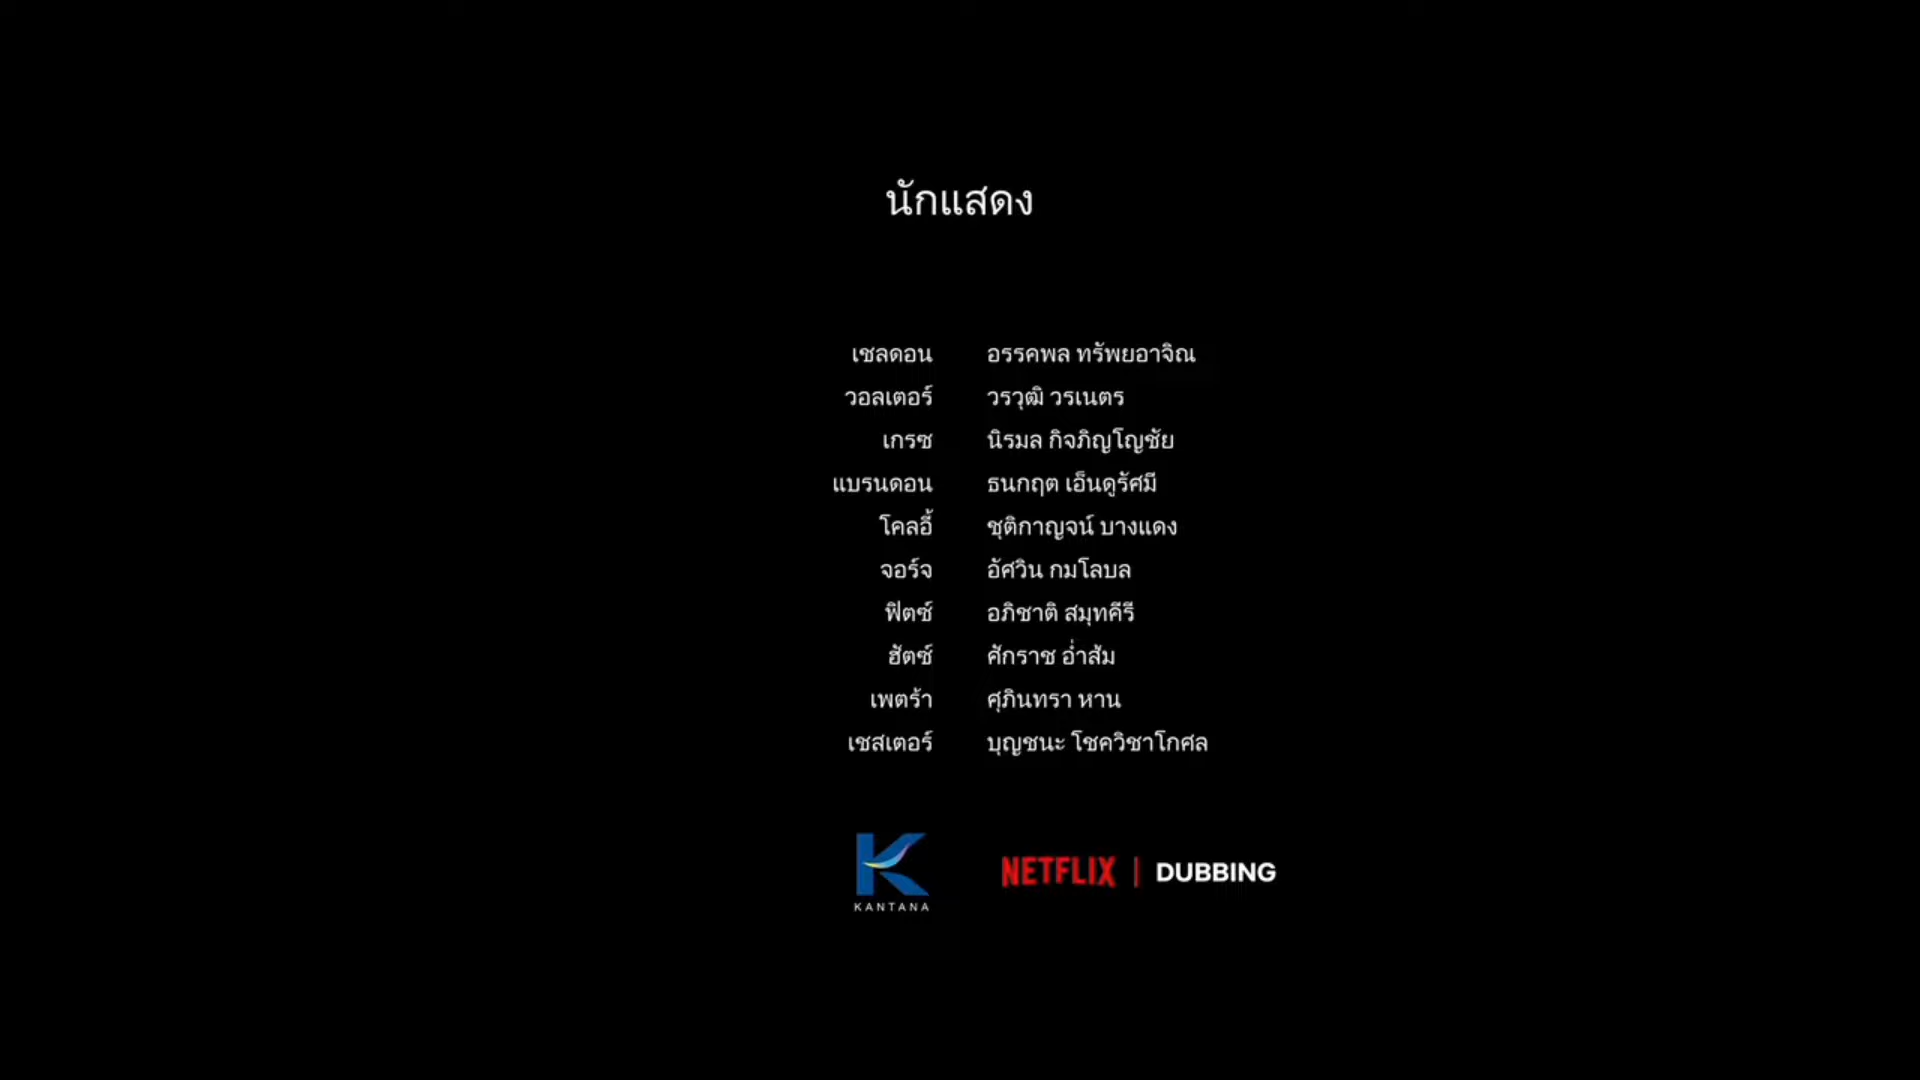 นักแสดง
เชลดอน อรรคพล ทรัพยอาจิณ
วอลเตอร์ วรวุฒิ วรเนตร
เกรซ นิรมล กิจภิญโญชัย
แบรนดอน ธนกฤต เอ็นดูรัศมี
โคลอี้ ชุติกาญจน์ บางแดง
จอร์จ อัศวิน กมโลบล
ฟิตซ์ อภิชาติ สมุทคีรี
ฮัตซ์ ศักราช อ่ำส้ม
เพตร้า ศุภินทรา หาน
เชสเตอร์ บุญชนะ โชควิชาโกศล
KANTANA NETFLIX | DUBBING